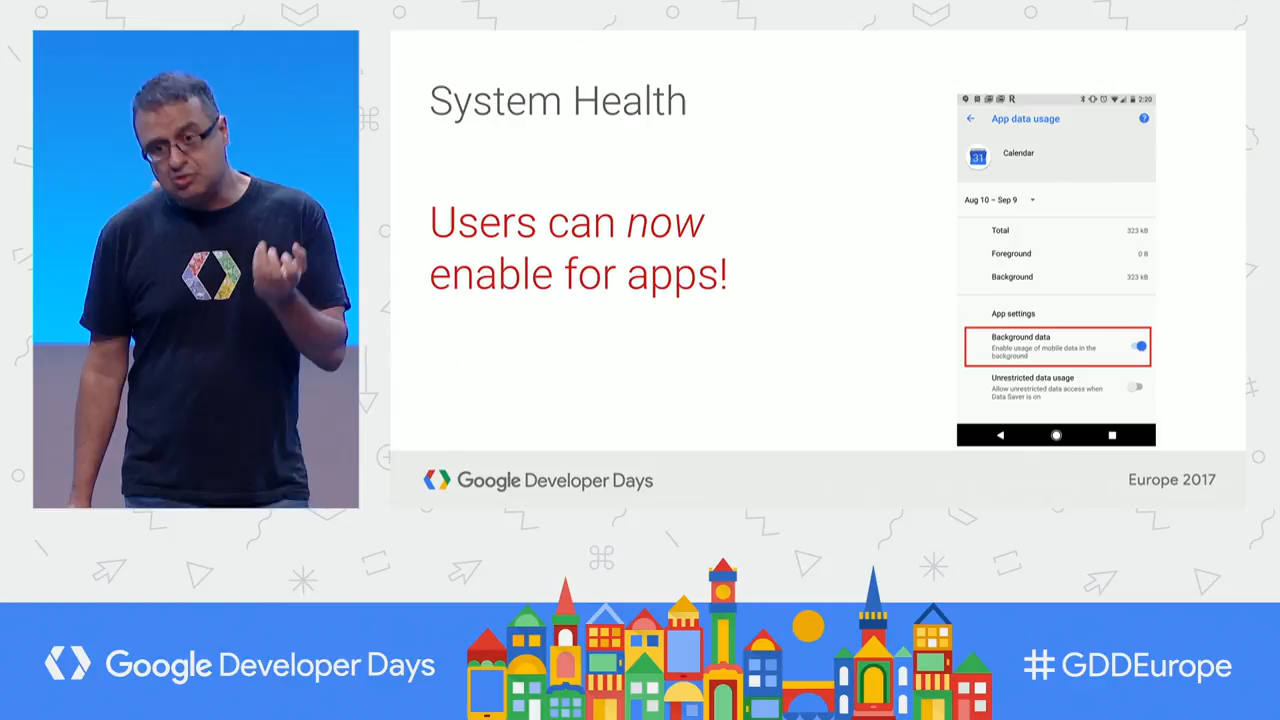 System Health
Users can now
enable for apps!
R
2:20
App data usage
?
31
Calendar
Aug 10 – Sep 9
Total
323 kB
Foreground
0 B
Background
323 kB
App settings
Background data
Enable usage of mobile data in the
background
Unrestricted data usage
Allow unrestricted data access when
Data Saver is on
Google Developer Days
Europe 2017
Google Developer Days
#GDDEurope